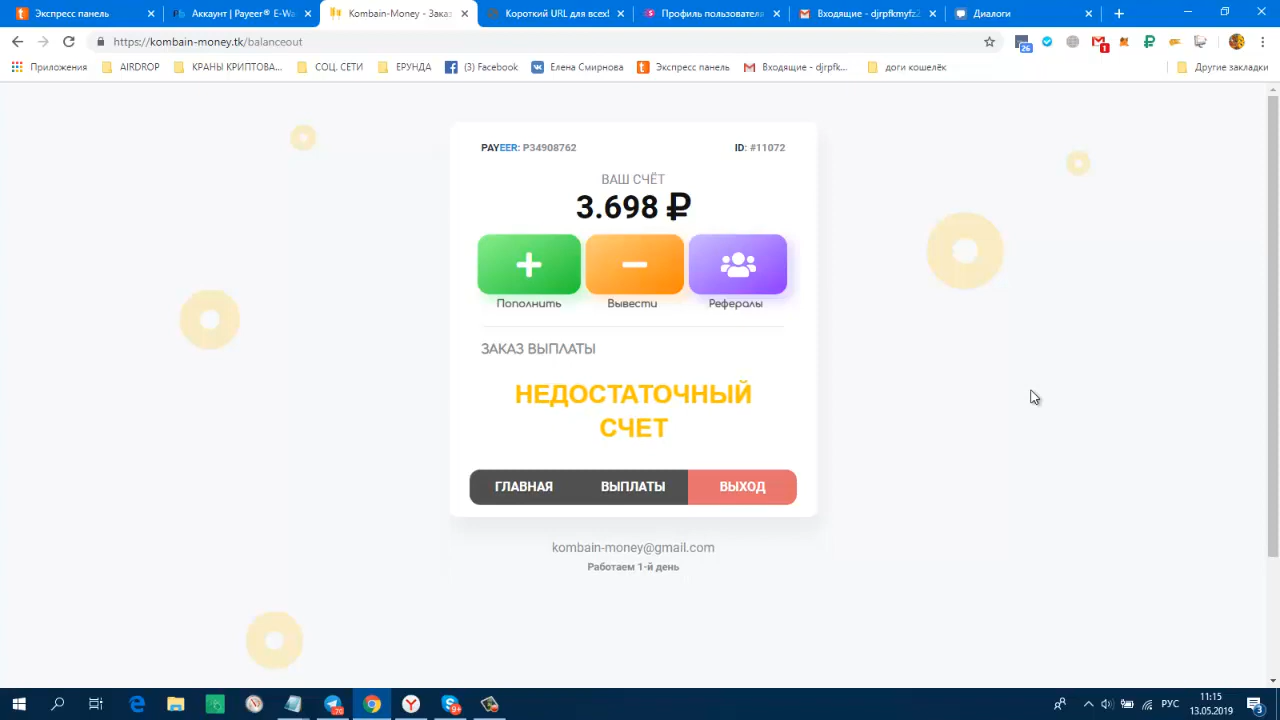 Экспресс панель
Аккаунт | Payeer® E-Wa
Kombain-Money - Заказ
Короткий URL для всех!
Профиль пользователя
Входящие - djrpfkmyfz2
Диалоги
https://kombain-money.tk/balanceout
26
1
Приложения
AIRDROP
КРАНЫ КРИПТОВА...
СОЦ. СЕТИ
ЕРУНДА
(3) Facebook
Елена Смирнова
Экспресс панель
Входящие - djrpfk...
доги кошелёк
Другие закладки
PAYEER: P34908762
ID: #11072
ВАШ СЧЁТ
3.698 ₽
Пополнить
Вывести
Рефералы
ЗАКАЗ ВЫПЛАТЫ
НЕДОСТАТОЧНЫЙ
СЧЕТ
ГЛАВНАЯ
ВЫПЛАТЫ
ВЫХОД
kombain-money@gmail.com
Работаем 1-й день
РУС
11:15
13.05.2019